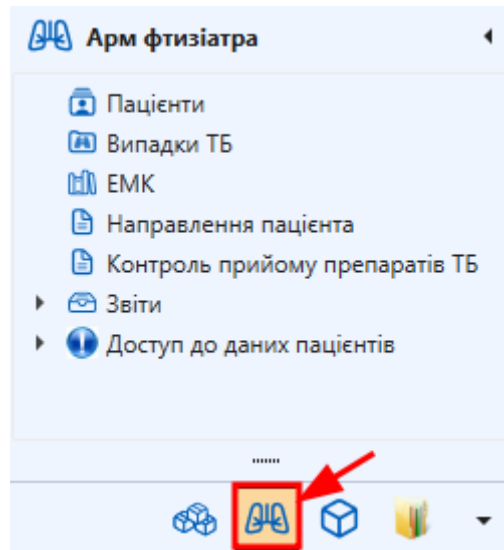 Арм фтизіатра
Пацієнти
Випадки ТБ
ЕМК
Направлення пацієнта
Контроль прийому препаратів ТБ
Звіти
Доступ до даних пацієнтів